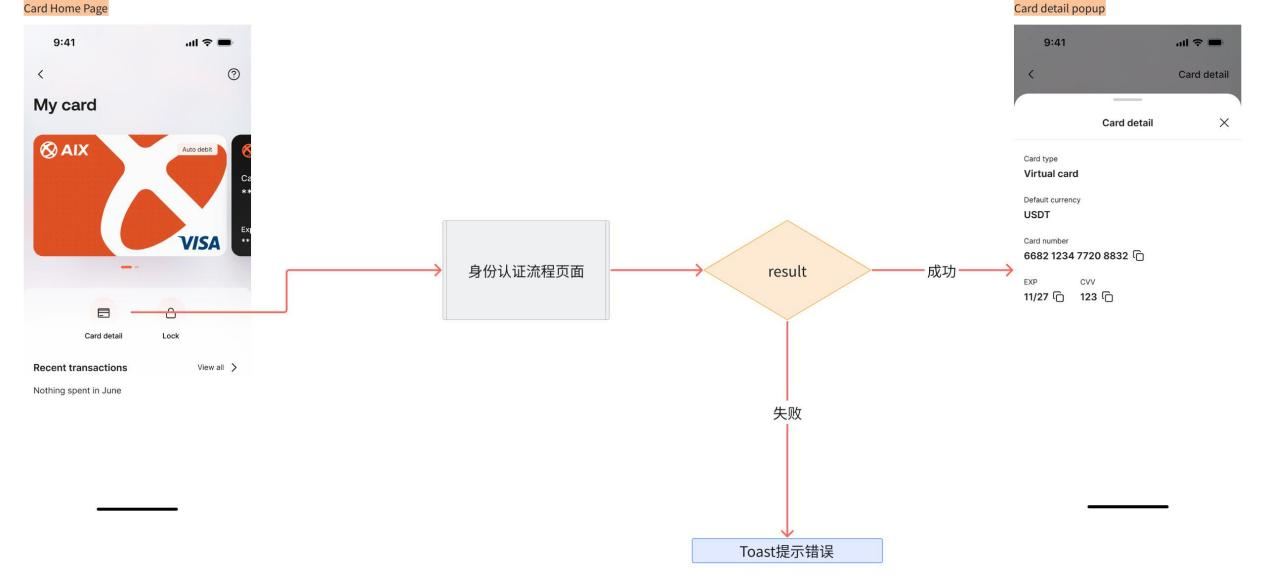 Card Home Page
9:41
My card
AIX
Auto debit
VISA
Ca
**
Ex
**
Card detail
Lock
Recent transactions
View all
Nothing spent in June
身份认证流程页面
result
成功
失败
Toast提示错误
Card detail popup
9:41
Card detail
Card detail
Card type
Virtual card
Default currency
USDT
Card number
6682 1234 7720 8832
EXP
CVV
11/27
123